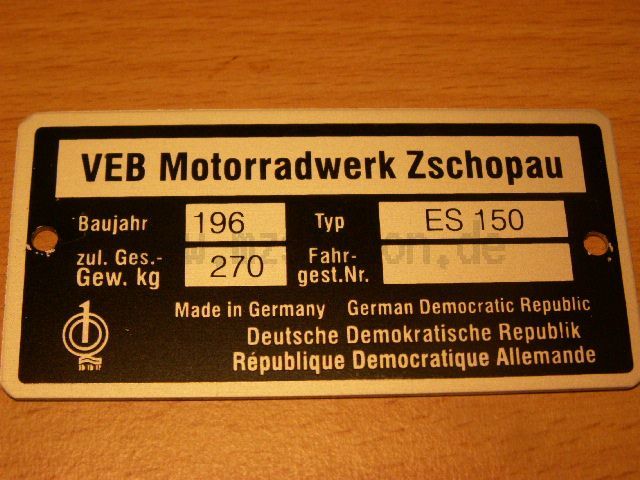 VEB Motorradwerk Zschopau
Baujahr 196 Typ ES 150
zul. Ges.- Gew. kg 270 Fahr- gest.Nr.
Made in Germany German Democratic Republic
Deutsche Demokratische Republik
République Democratique Allemande